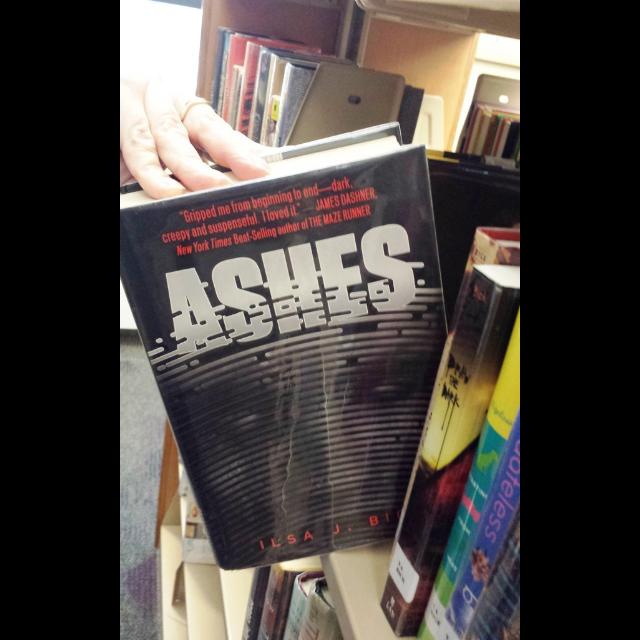 "Gripped me from beginning to end—dark,
creepy and suspenseful. I loved it." — JAMES DASHNER,
New York Times Best-Selling author of THE MAZE RUNNER
ASHES
ILSA J. BI